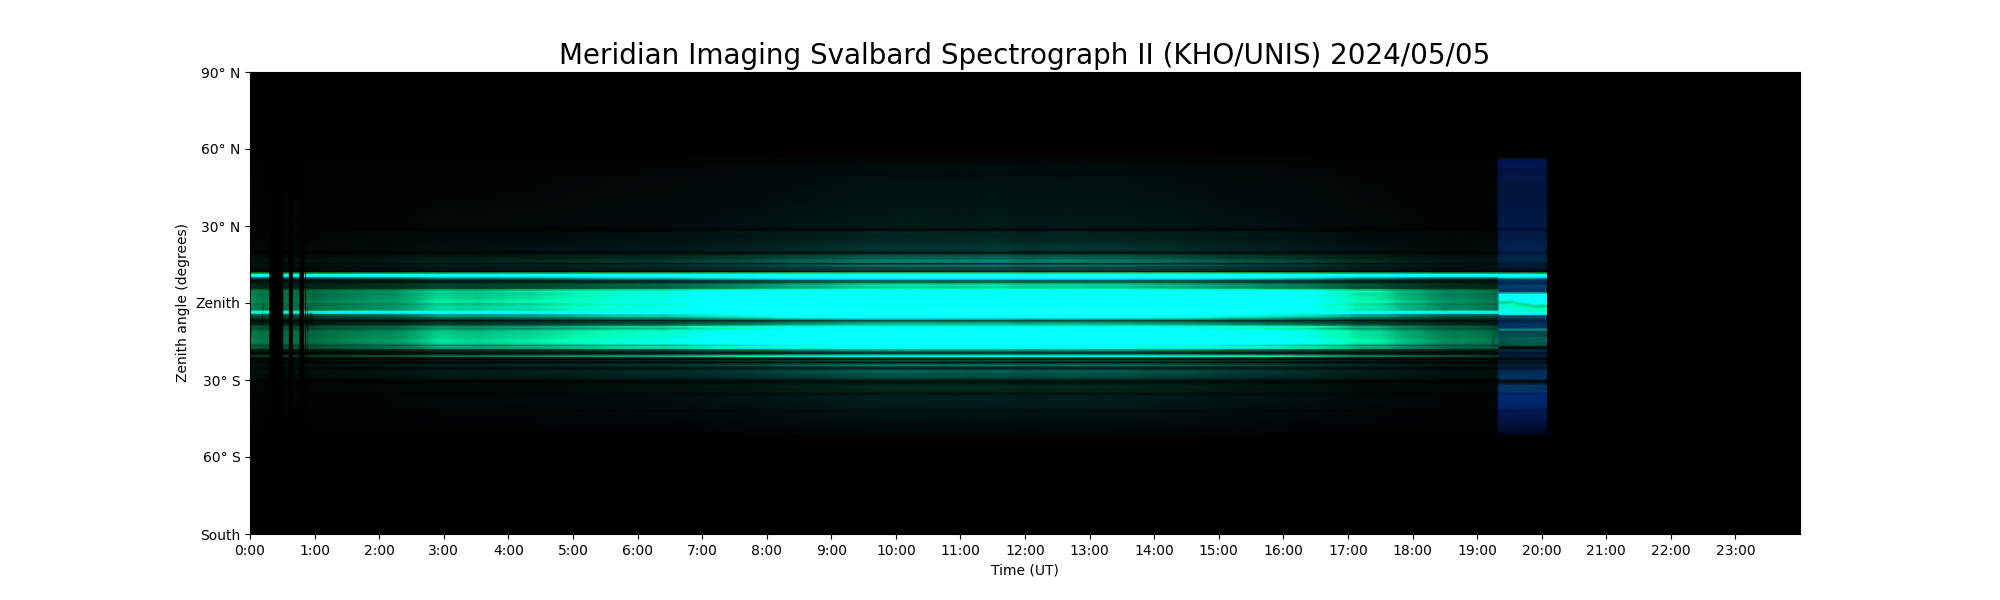 Meridian Imaging Svalbard Spectrograph II (KHO/UNIS) 2024/05/05
90° N
60° N
30° N
Zenith
30° S
60° S
South
Zenith angle (degrees)
0:00 1:00 2:00 3:00 4:00 5:00 6:00 7:00 8:00 9:00 10:00 11:00 12:00 13:00 14:00 15:00 16:00 17:00 18:00 19:00 20:00 21:00 22:00 23:00
Time (UT)